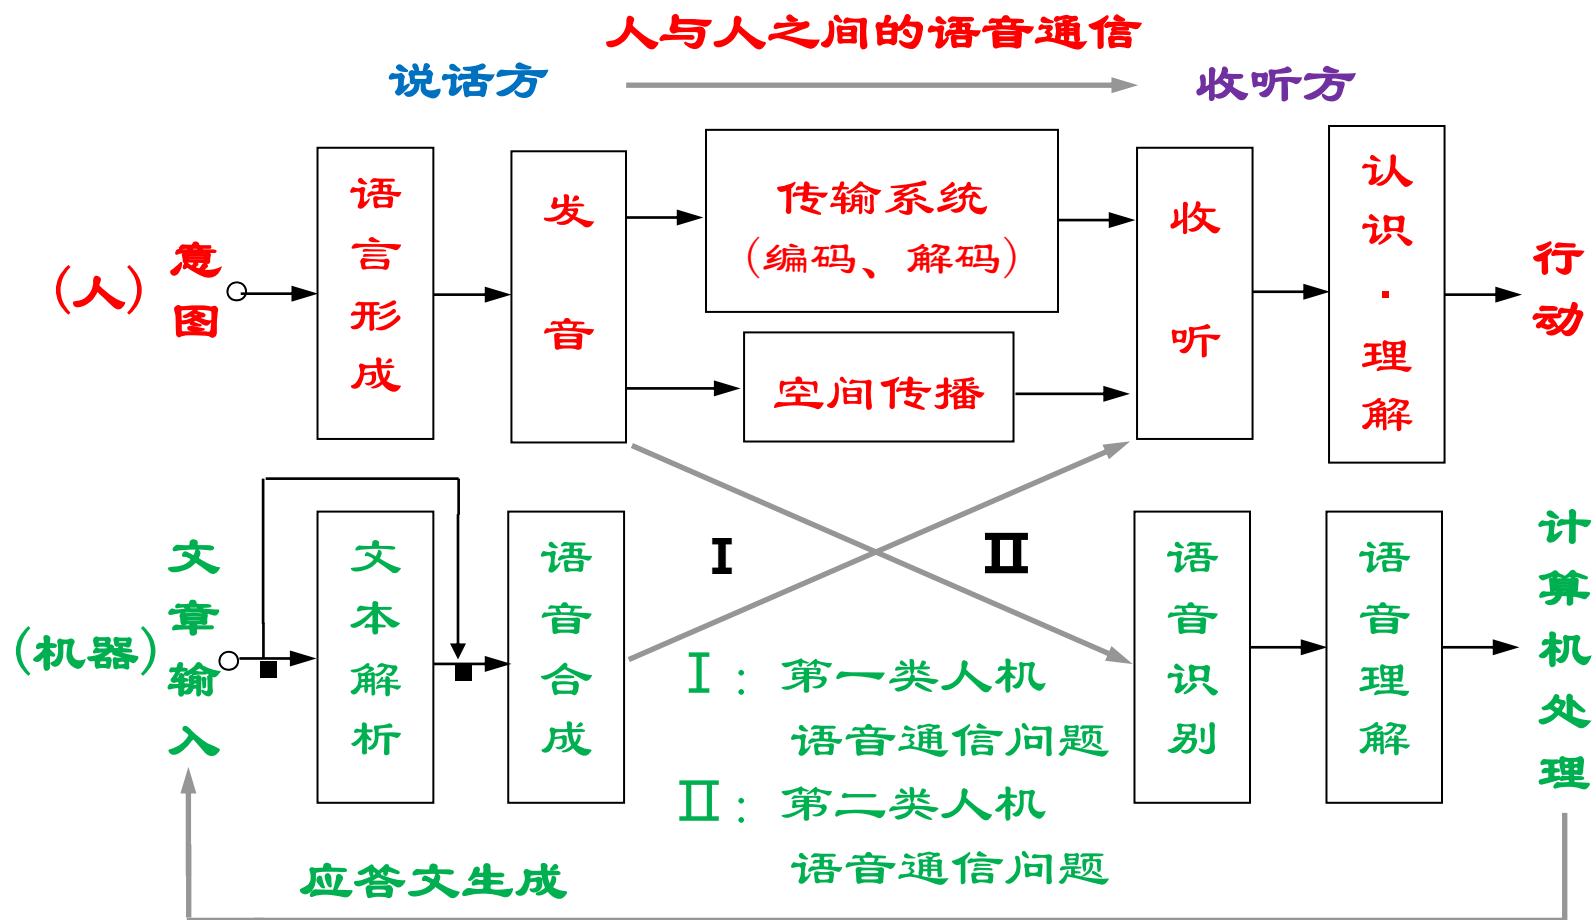 人与人之间的语音通信
说话方
收听方
(人)
意图
语言形成
发音
传输系统
(编码、解码)
空间传播
收听
认识·理解
行动
(机器)
文章输入
文本解析
语音合成
I
II
语音识别
语音理解
计算机处理
I：第一类人机
语音通信问题
II：第二类人机
语音通信问题
应答文生成